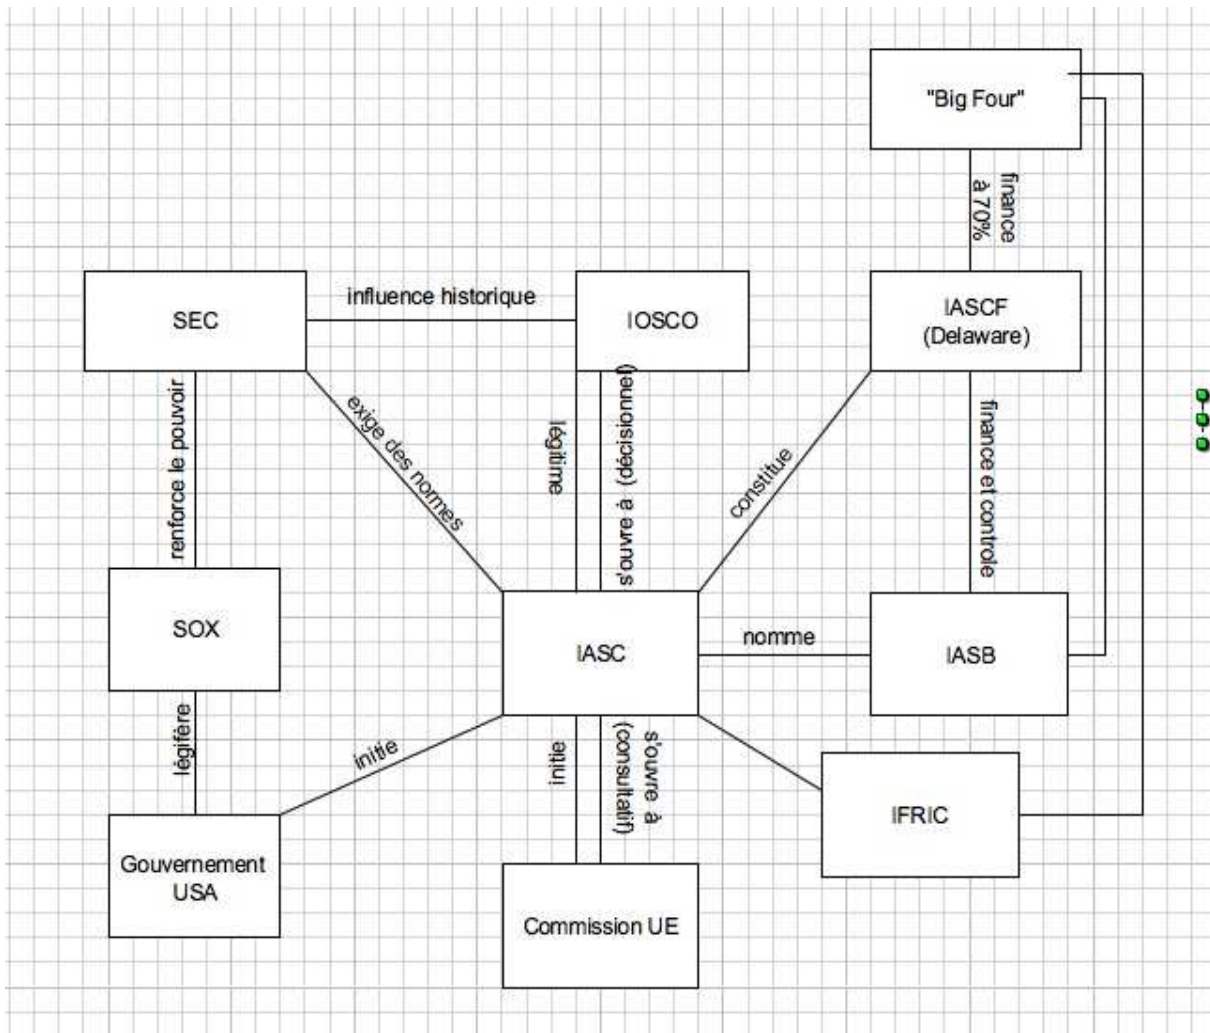 "Big Four"
finance
à 70%
SEC
influence historique
IOSCO
IASCF
(Delaware)
renforce le pouvoir
exige des normes
légitime
s'ouvre à (décisionnel)
constitue
finance et controle
SOX
IASC
nomme
IASB
légifère
initie
initie
s'ouvre à
(consultatif)
IFRIC
Gouvernement
USA
Commission UE